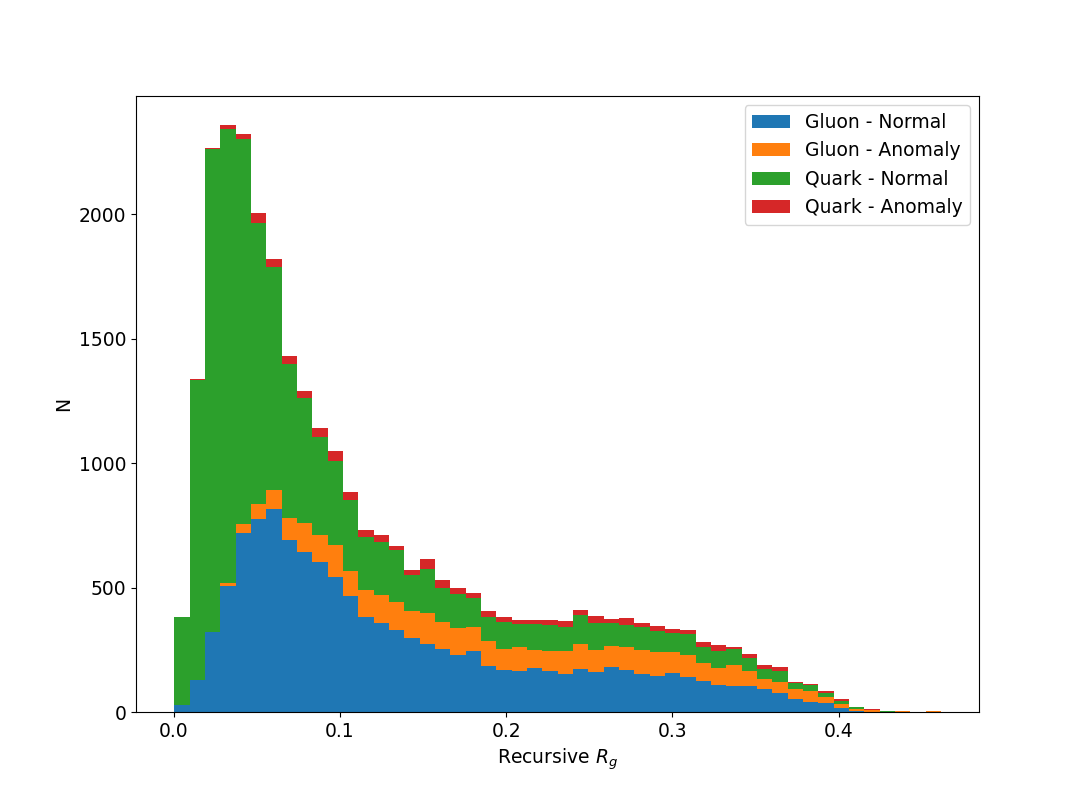 Gluon - Normal
Gluon - Anomaly
Quark - Normal
Quark - Anomaly
2000
1500
1000
500
0
N
0.0 0.1 0.2 0.3 0.4
Recursive R_g